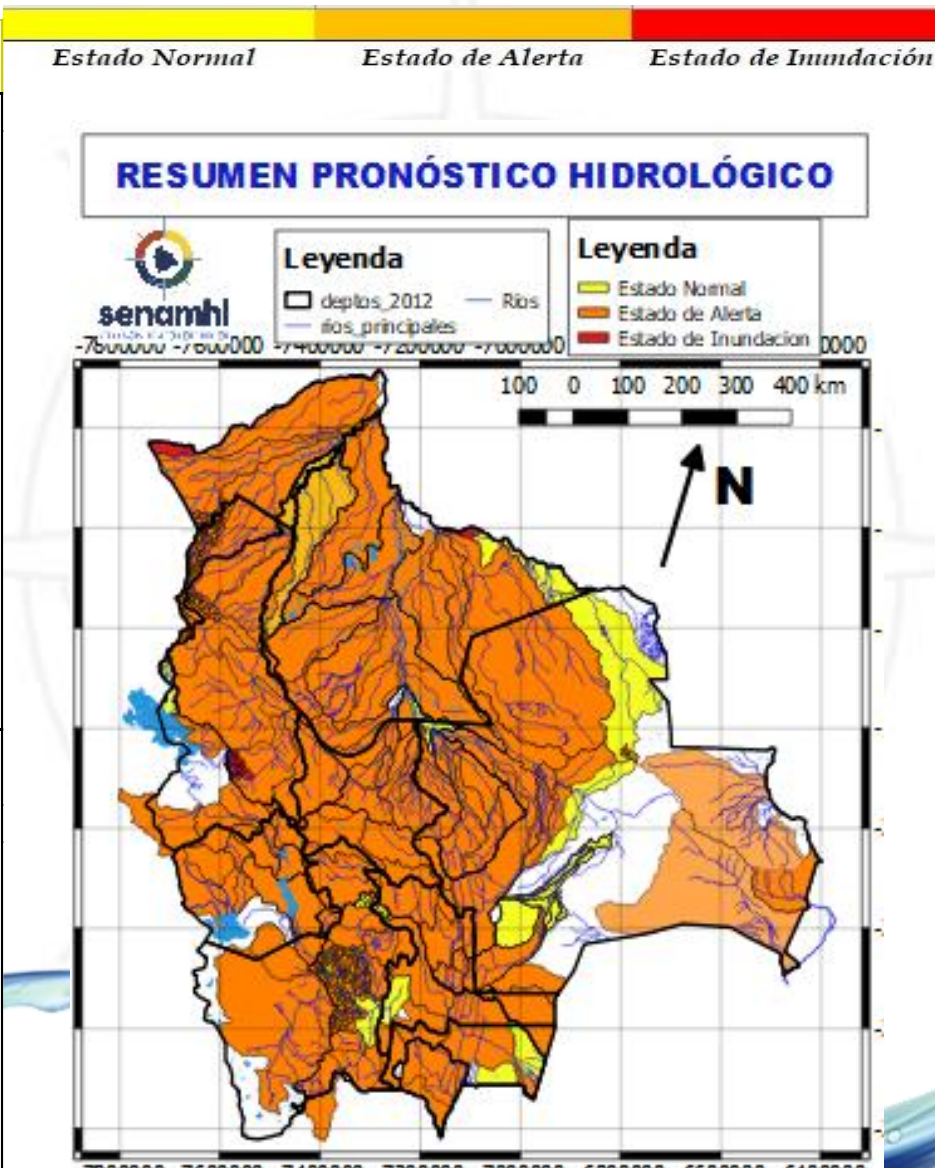 Estado Normal Estado de Alerta Estado de Inundación
RESUMEN PRONÓSTICO HIDROLÓGICO
senamhi
Leyenda
deptos_2012 Rios
rios_principales
Leyenda
Estado Normal
Estado de Alerta
Estado de Inundacion
-7800000 -7600000 -7400000 -7200000 -7000000
100 0 100 200 300 400 km
N